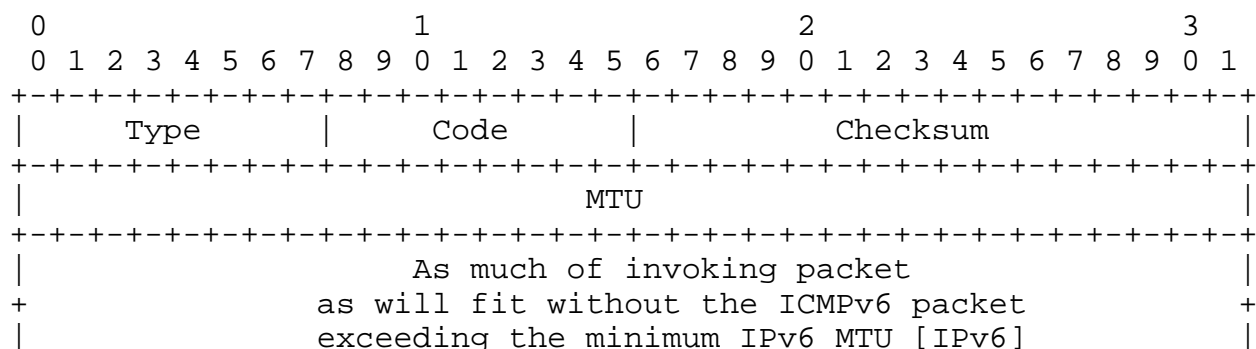 0                   1                   2                   3
 0 1 2 3 4 5 6 7 8 9 0 1 2 3 4 5 6 7 8 9 0 1 2 3 4 5 6 7 8 9 0 1
+-+-+-+-+-+-+-+-+-+-+-+-+-+-+-+-+-+-+-+-+-+-+-+-+-+-+-+-+-+-+-+-+
|     Type      |     Code      |          Checksum             |
+-+-+-+-+-+-+-+-+-+-+-+-+-+-+-+-+-+-+-+-+-+-+-+-+-+-+-+-+-+-+-+-+
|                             MTU                               |
+-+-+-+-+-+-+-+-+-+-+-+-+-+-+-+-+-+-+-+-+-+-+-+-+-+-+-+-+-+-+-+-+
|                    As much of invoking packet                 |
+               as will fit without the ICMPv6 packet           +
|               exceeding the minimum IPv6 MTU [IPv6]           |